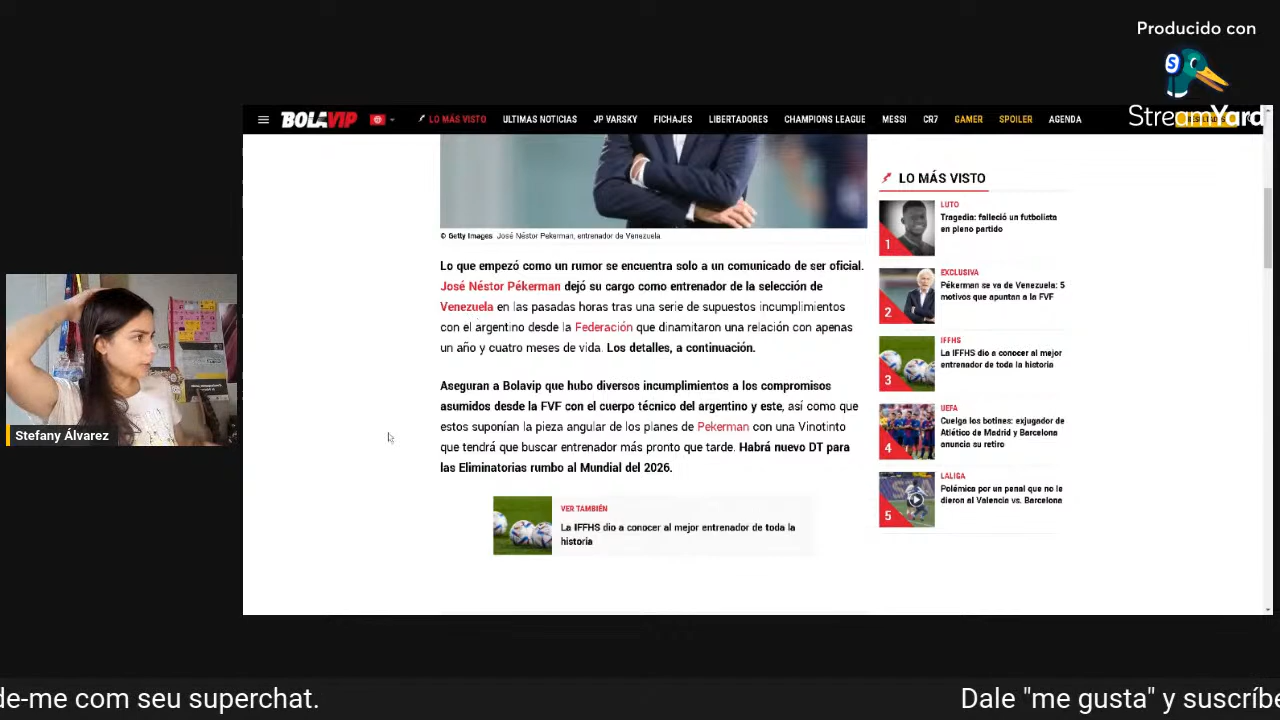 Producido con
StreamYard
BOLAVIP
LO MÁS VISTO
ULTIMAS NOTICIAS
JP VARSKY
FICHAJES
LIBERTADORES
CHAMPIONS LEAGUE
MESSI
CR7
GAMER
SPOILER
AGENDA
© Getty Images José Néstor Pekerman, entrenador de Venezuela.
Lo que empezó como un rumor se encuentra solo a un comunicado de ser oficial.
José Néstor Pékerman dejó su cargo como entrenador de la selección de
Venezuela en las pasadas horas tras una serie de supuestos incumplimientos
con el argentino desde la Federación que dinamitaron una relación con apenas
un año y cuatro meses de vida. Los detalles, a continuación.
Aseguran a Bolavip que hubo diversos incumplimientos a los compromisos
asumidos desde la FVF con el cuerpo técnico del argentino y este, así como que
estos suponían la pieza angular de los planes de Pekerman con una Vinotinto
que tendrá que buscar entrenador más pronto que tarde. Habrá nuevo DT para
las Eliminatorias rumbo al Mundial del 2026.
VER TAMBIÉN
La IFFHS dio a conocer al mejor entrenador de toda la
historia
LO MÁS VISTO
LUTO
Tragedia: falleció un futbolista
en pleno partido
1
EXCLUSIVA
Pékerman se va de Venezuela: 5
motivos que apuntan a la FVF
2
IFFHS
La IFFHS dio a conocer al mejor
entrenador de toda la historia
3
UEFA
Cuelga los botines: exjugador de
Atlético de Madrid y Barcelona
anuncia su retiro
4
LALIGA
Polémica por un penal que no le
dieron al Valencia vs. Barcelona
5
Stefany Álvarez
de-me com seu superchat.
Dale "me gusta" y suscríbe